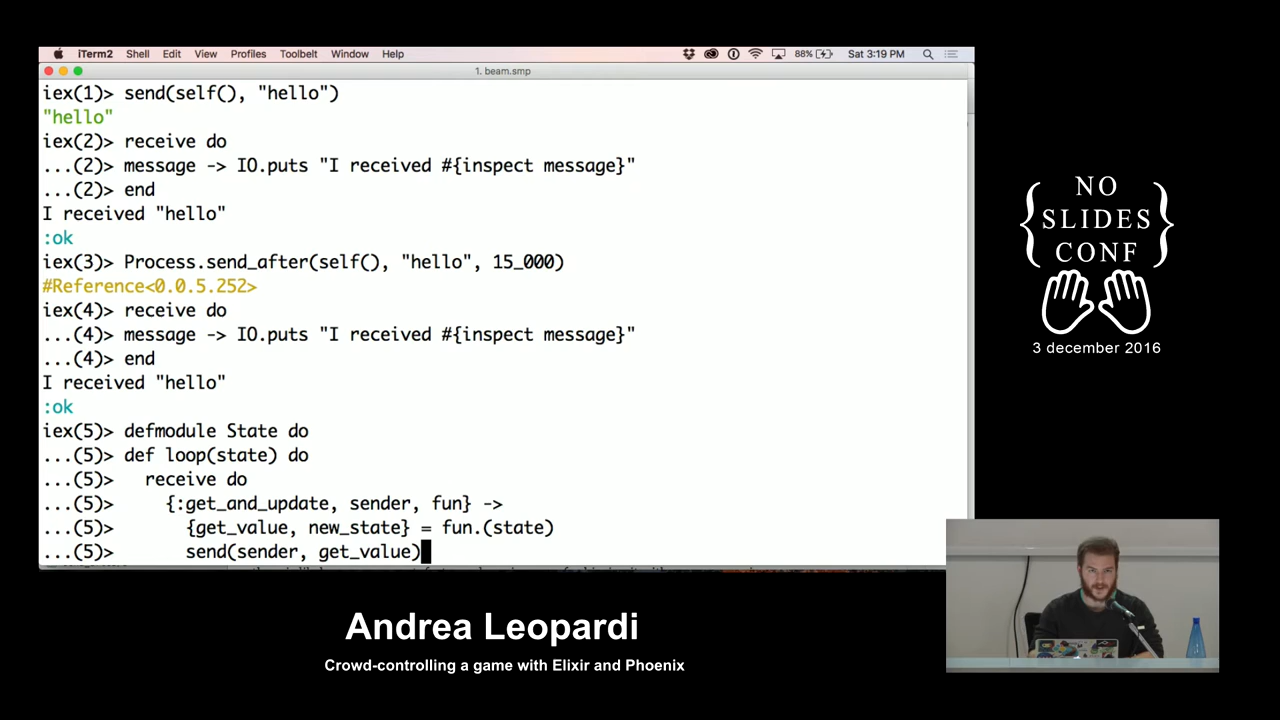 iTerm2 Shell Edit View Profiles Toolbelt Window Help 88% Sat 3:19 PM
1. beam.smp
iex(1)> send(self(), "hello")
"hello"
iex(2)> receive do
...(2)> message -> IO.puts "I received #{inspect message}"
...(2)> end
I received "hello"
:ok
iex(3)> Process.send_after(self(), "hello", 15_000)
#Reference<0.0.5.252>
iex(4)> receive do
...(4)> message -> IO.puts "I received #{inspect message}"
...(4)> end
I received "hello"
:ok
iex(5)> defmodule State do
...(5)> def loop(state) do
...(5)>   receive do
...(5)>     {:get_and_update, sender, fun} ->
...(5)>       {get_value, new_state} = fun.(state)
...(5)>       send(sender, get_value)
NO
SLIDES
CONF
3 december 2016
Andrea Leopardi
Crowd-controlling a game with Elixir and Phoenix